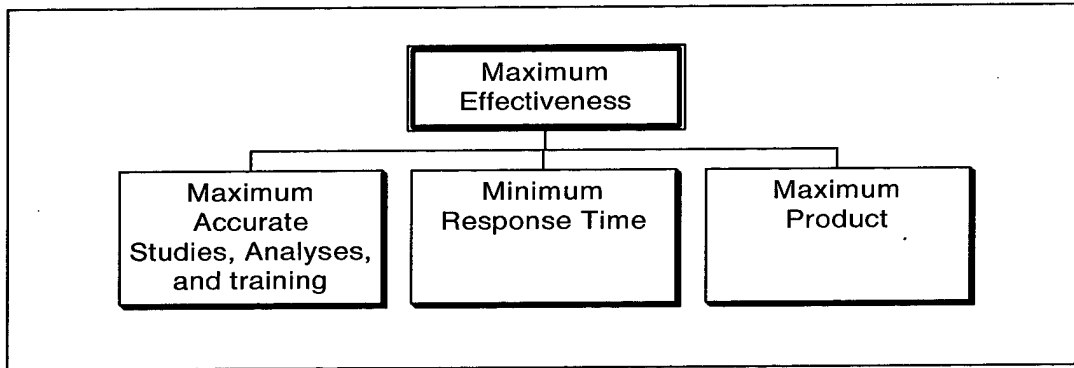 Maximum
Effectiveness
Maximum
Accurate
Studies, Analyses,
and training
Minimum
Response Time
Maximum
Product